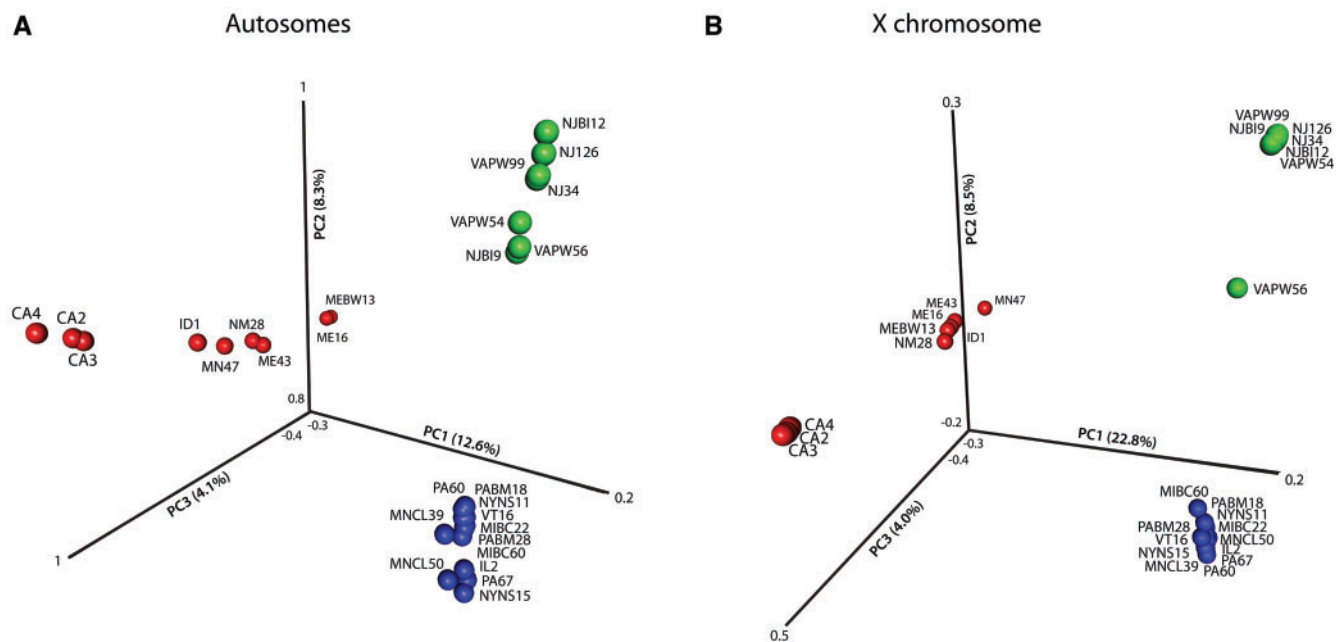 A
Autosomes
1
PC2 (8.3%)
NJBI12
NJ126
VAPW99
NJ34
VAPW54
VAPW56
NJBI9
MEBW13
ME16
CA4
CA2
CA3
ID1
NM28
MN47
ME43
0.8
-0.4
-0.3
PC1 (12.6%)
0.2
PC3 (4.1%)
1
PA60
PABM18
NYNS11
MNCL39
VT16
MIBC22
PABM28
MIBC60
MNCL50
IL2
PA67
NYNS15
B
X chromosome
0.3
PC2 (8.5%)
VAPW99
NJBI9
NJ126
NJ34
NJBI12
VAPW54
VAPW56
ME43
MN47
ME16
MEBW13
ID1
NM28
CA4
CA2
CA3
-0.2
-0.3
-0.4
PC1 (22.8%)
0.2
PC3 (4.0%)
0.5
MIBC60
PABM18
NYNS11
PABM28
MIBC22
VT16
MNCL50
NYNS15
IL2
MNCL39
PA67
PA60